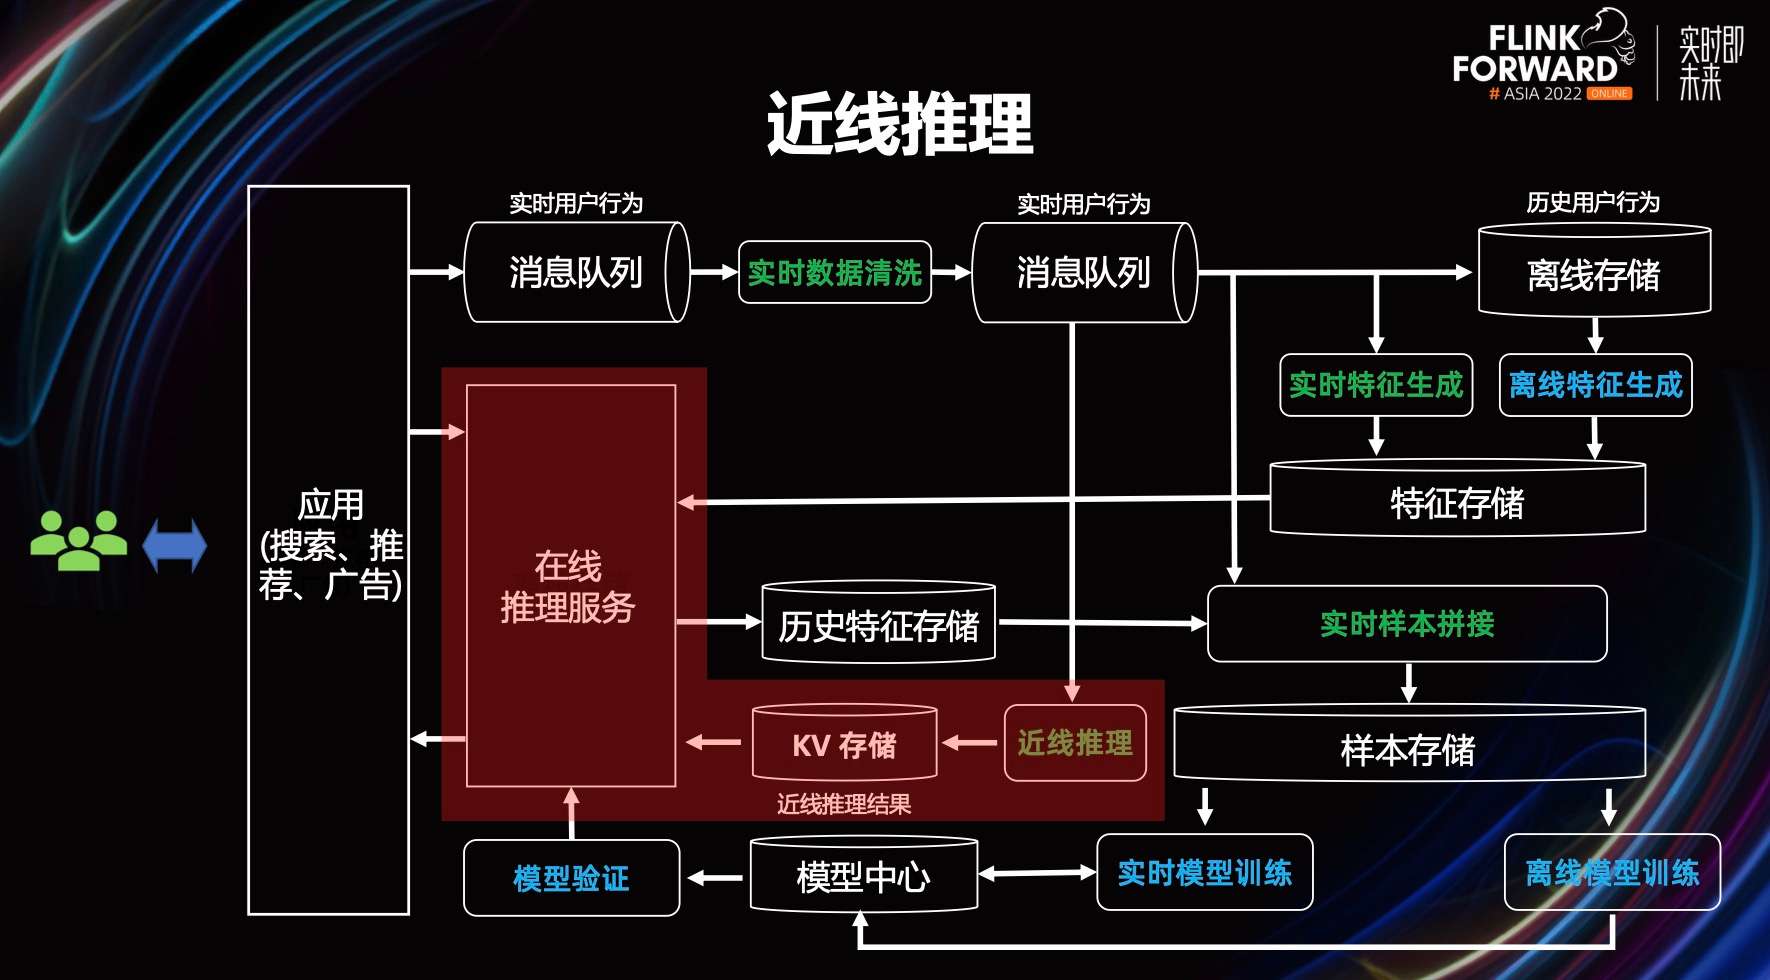 FLINK
FORWARD
# ASIA 2022 ONLINE
实时即
未来
近线推理
实时用户行为
实时用户行为
历史用户行为
消息队列
实时数据清洗
消息队列
离线存储
实时特征生成
离线特征生成
特征存储
应用
(搜索、推
荐、广告)
在线
推理服务
历史特征存储
实时样本拼接
KV 存储
近线推理
样本存储
近线推理结果
模型验证
模型中心
实时模型训练
离线模型训练